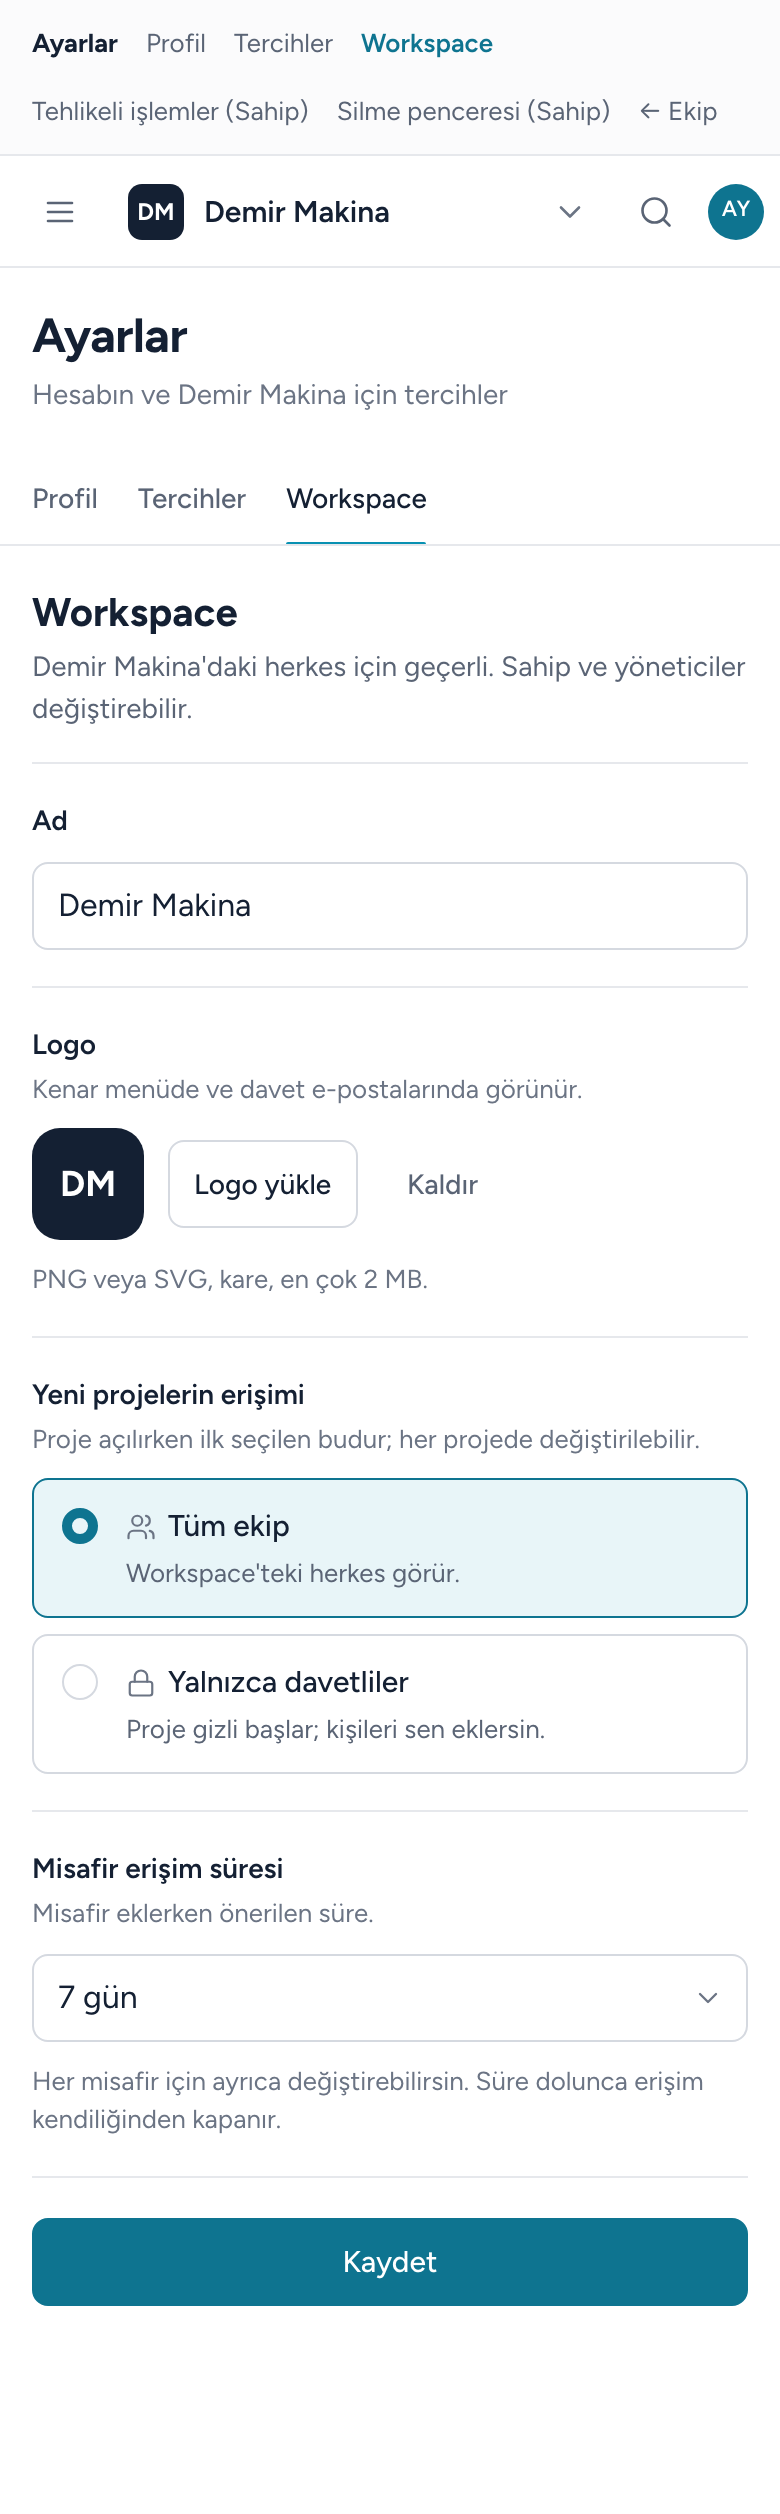 Ayarlar Profil Tercihler Workspace
Tehlikeli işlemler (Sahip) Silme penceresi (Sahip) ← Ekip
DM Demir Makina AY
Ayarlar
Hesabın ve Demir Makina için tercihler
Profil Tercihler Workspace
Workspace
Demir Makina'daki herkes için geçerli. Sahip ve yöneticiler
değiştirebilir.
Ad
Demir Makina
Logo
Kenar menüde ve davet e-postalarında görünür.
DM Logo yükle Kaldır
PNG veya SVG, kare, en çok 2 MB.
Yeni projelerin erişimi
Proje açılırken ilk seçilen budur; her projede değiştirilebilir.
Tüm ekip
Workspace'teki herkes görür.
Yalnızca davetliler
Proje gizli başlar; kişileri sen eklersin.
Misafir erişim süresi
Misafir eklerken önerilen süre.
7 gün
Her misafir için ayrıca değiştirebilirsin. Süre dolunca erişim
kendiliğinden kapanır.
Kaydet